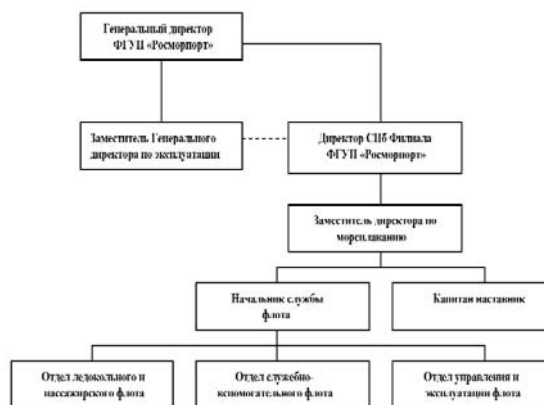 Генеральный директор
ФГУП «Росморпорт»
Заместитель Генерального
директора по эксплуатации
Директор СПб Филиала
ФГУП «Росморпорт»
Заместитель директора по
мореплаванию
Начальник службы
флота
Капитан наставник
Отдел ледокольного и
пассажирского флота
Отдел служебно-
вспомогательного флота
Отдел управления и
эксплуатации флота